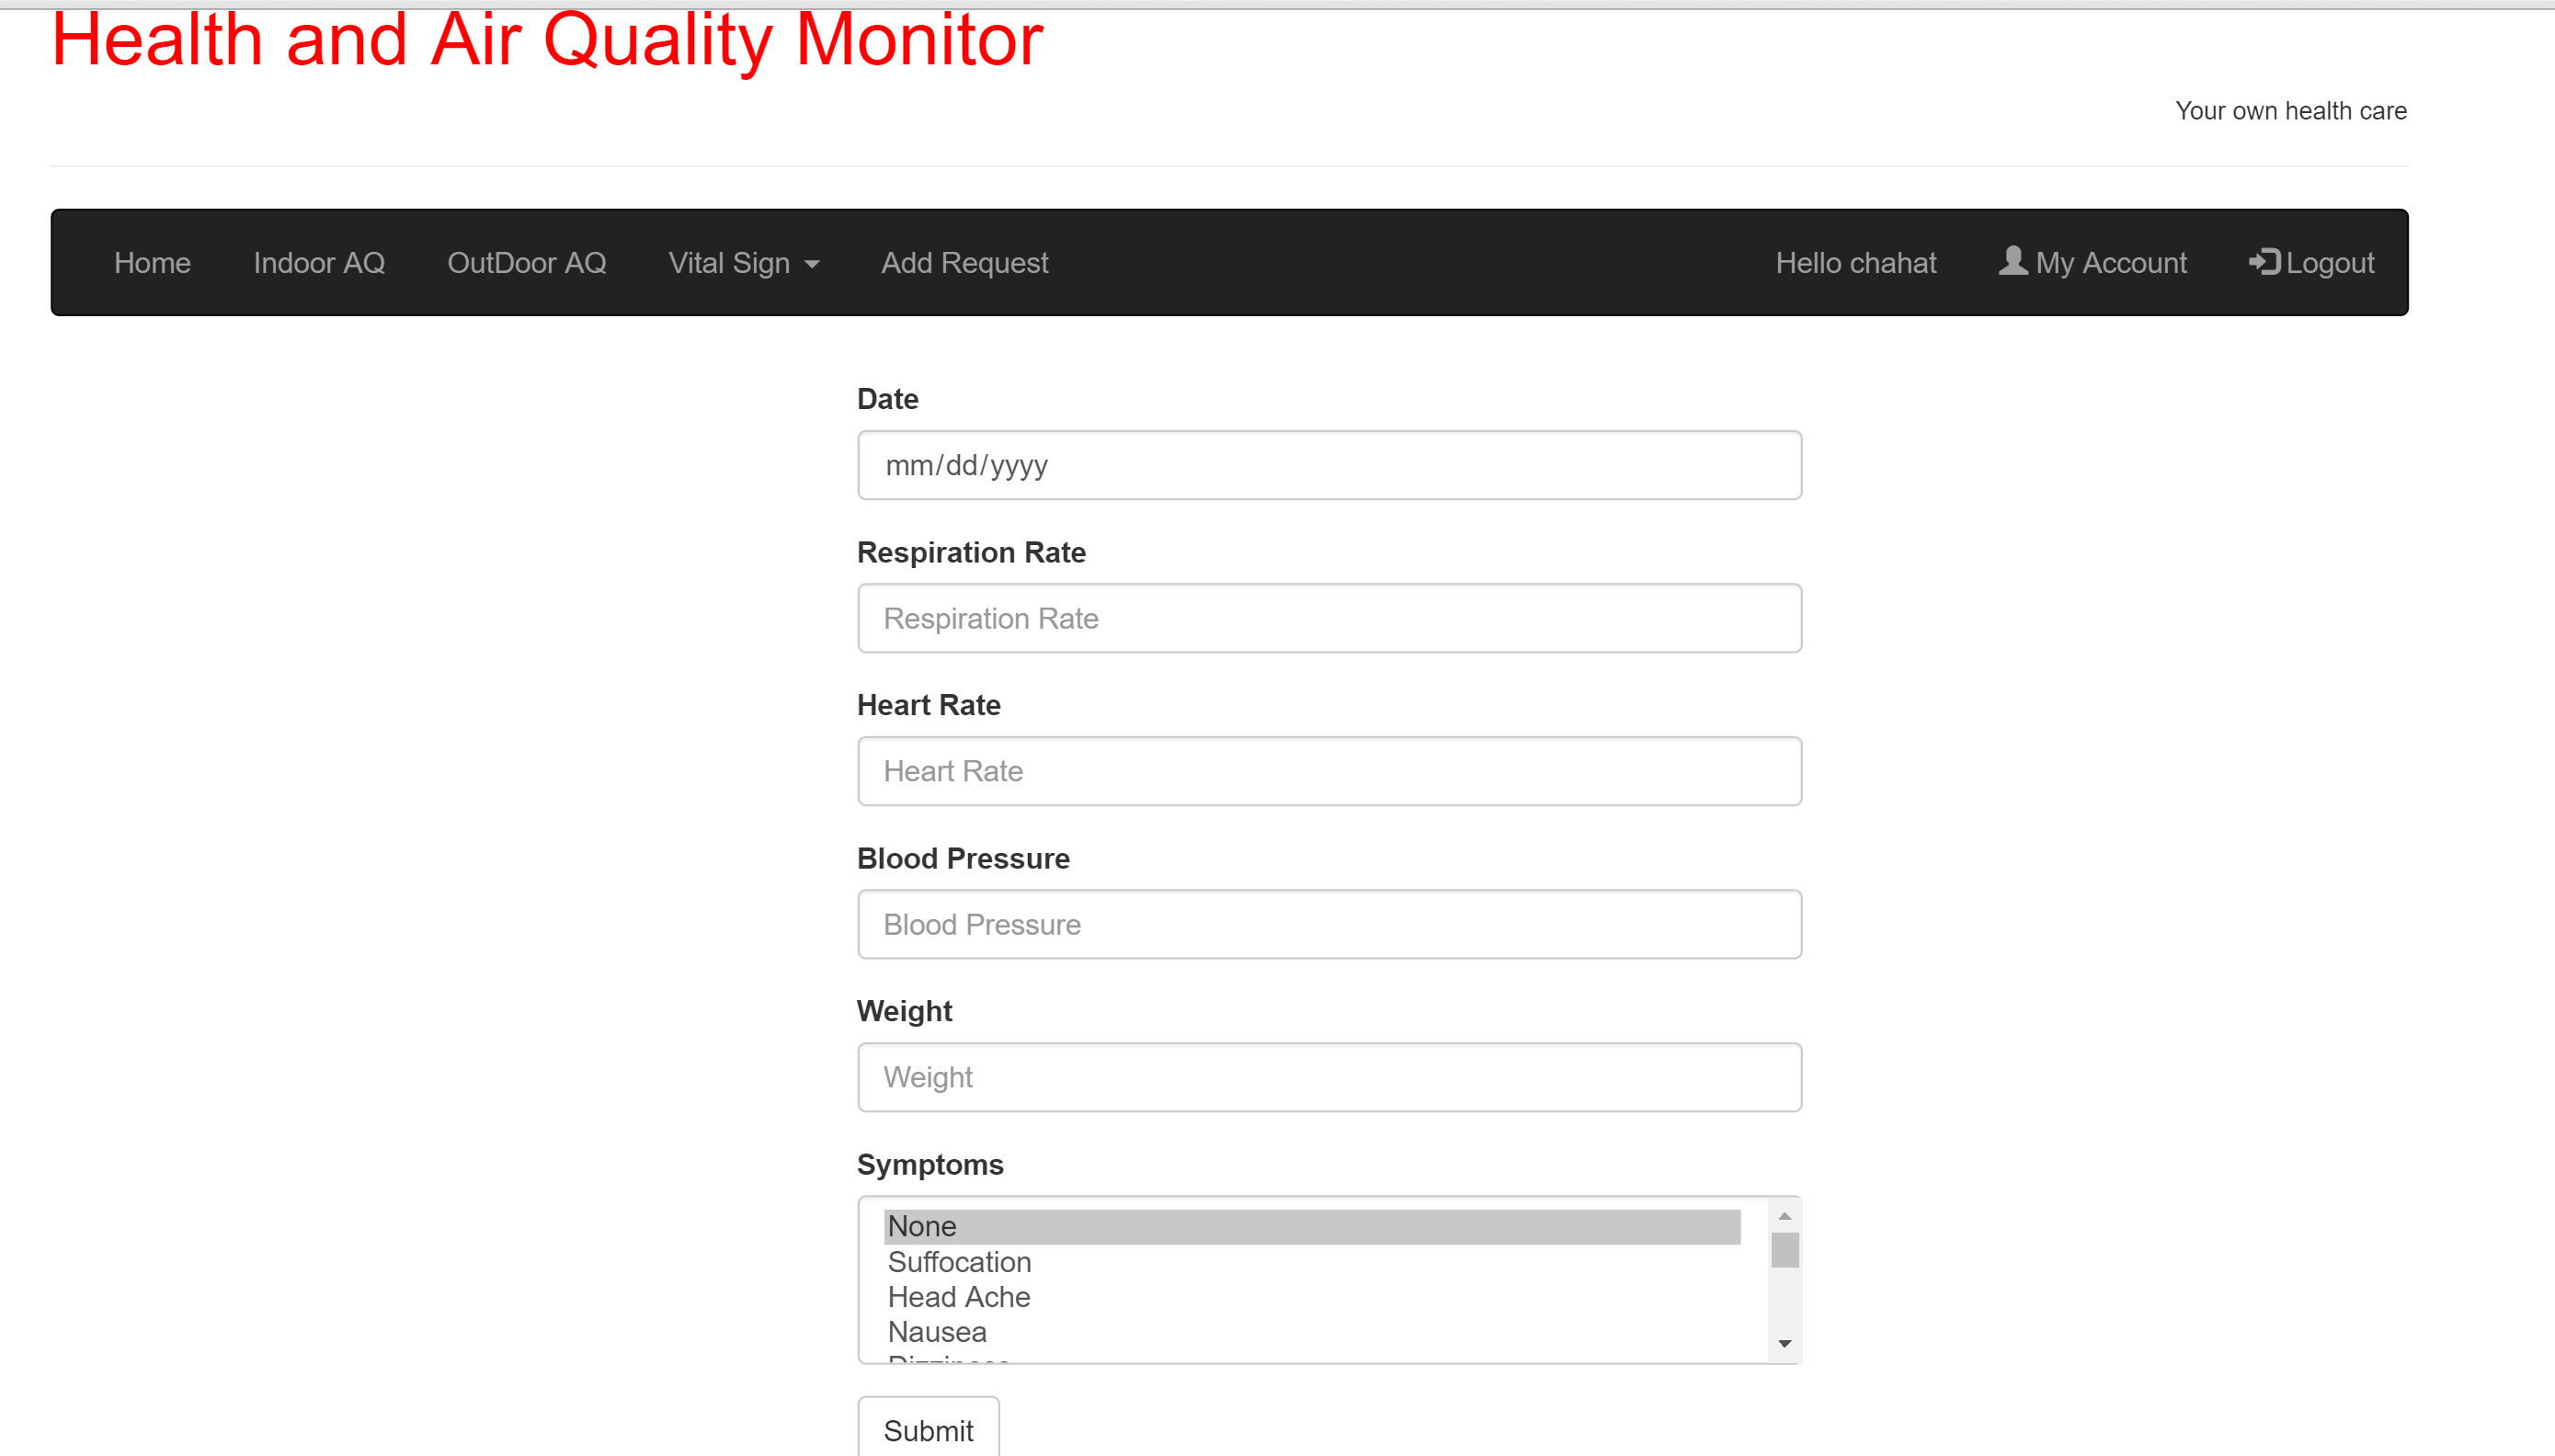 Health and Air Quality Monitor
Your own health care
Home Indoor AQ OutDoor AQ Vital Sign Add Request Hello chahat My Account Logout
Date
mm/dd/yyyy
Respiration Rate
Respiration Rate
Heart Rate
Heart Rate
Blood Pressure
Blood Pressure
Weight
Weight
Symptoms
None
Suffocation
Head Ache
Nausea
Dizziness
Submit